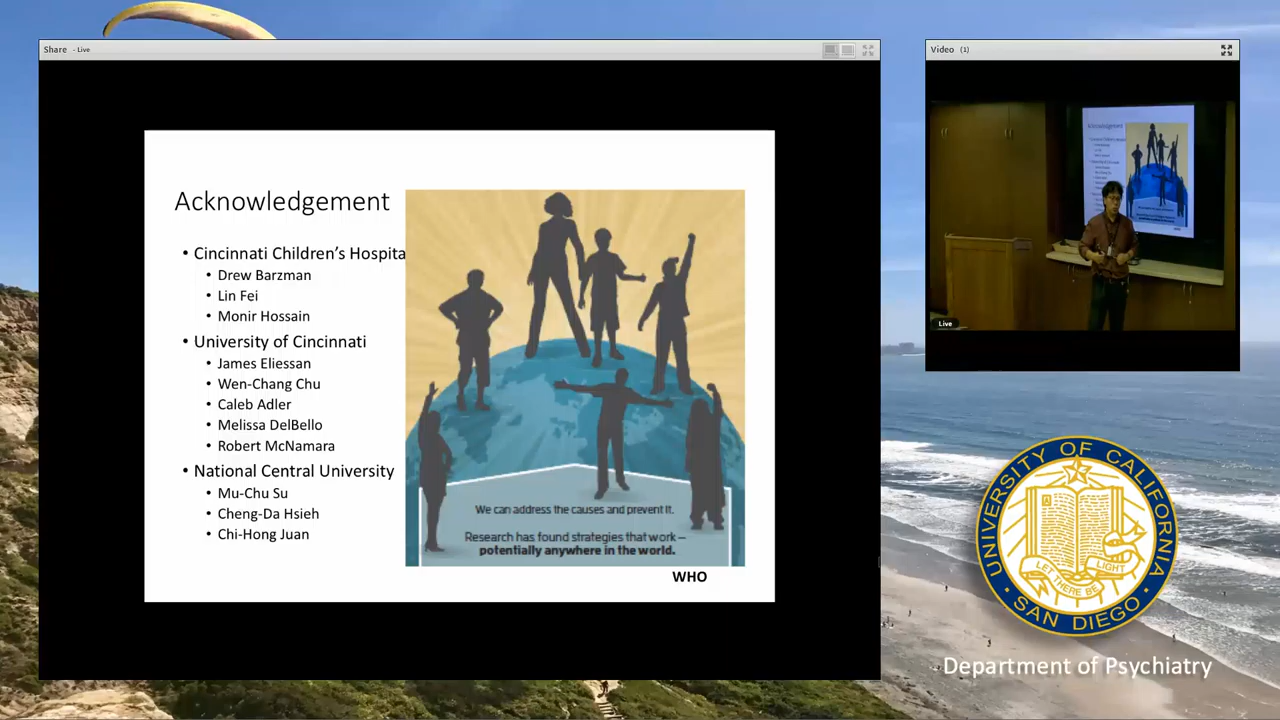 Share - Live
Video (1)
Acknowledgement
• Cincinnati Children's Hospita
• Drew Barzman
• Lin Fei
• Monir Hossain
• University of Cincinnati
• James Eliessan
• Wen-Chang Chu
• Caleb Adler
• Melissa DelBello
• Robert McNamara
• National Central University
• Mu-Chu Su
• Cheng-Da Hsieh
• Chi-Hong Juan
We can address the causes and prevent it.
Research has found strategies that work –
potentially anywhere in the world.
WHO
Acknowledgement
Live
UNIVERSITY OF CALIFORNIA
LET THERE BE LIGHT
• SAN DIEGO •
Department of Psychiatry